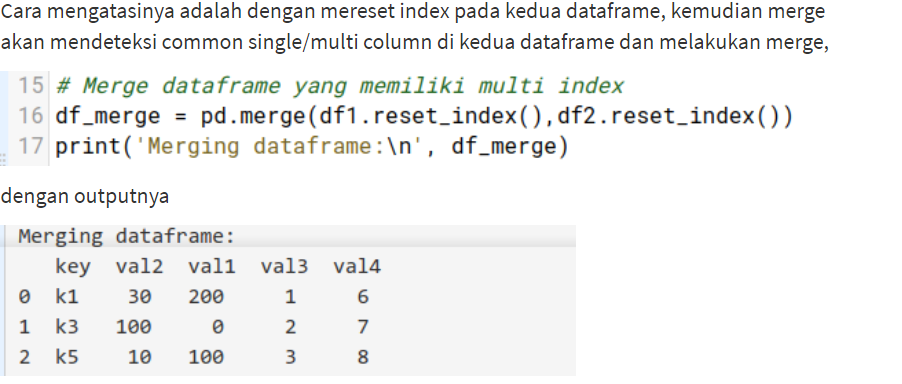 Cara mengatasinya adalah dengan mereset index pada kedua dataframe, kemudian merge
akan mendeteksi common single/multi column di kedua dataframe dan melakukan merge,
15 # Merge dataframe yang memiliki multi index
16 df_merge = pd.merge(df1.reset_index(),df2.reset_index())
17 print('Merging dataframe:\n', df_merge)
dengan outputnya
Merging dataframe:
key val2 val1 val3 val4
0 k1 30 200 1 6
1 k3 100 0 2 7
2 k5 10 100 3 8